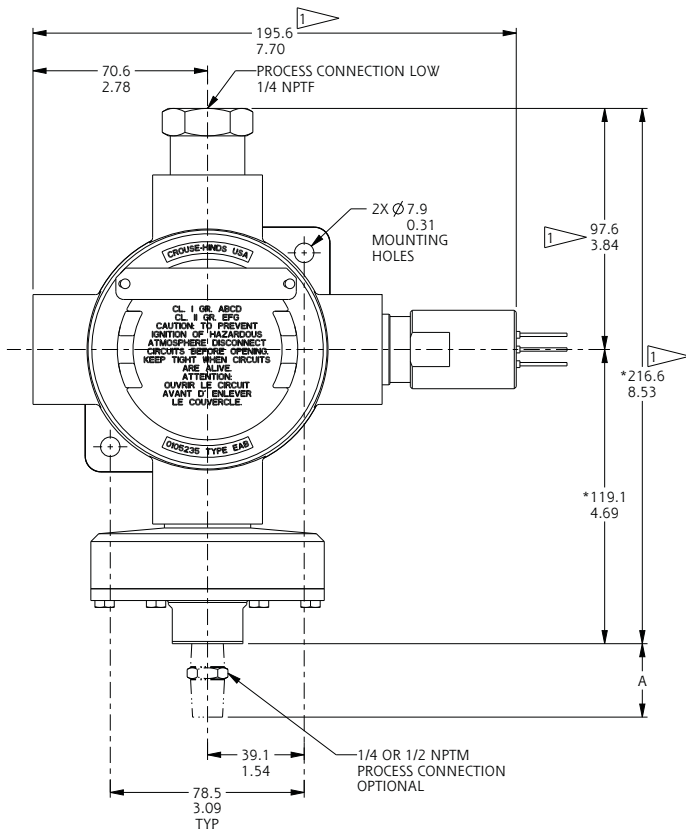 1
195.6
7.70
70.6
2.78
PROCESS CONNECTION LOW
1/4 NPTF
2X Ø 7.9
0.31
MOUNTING
HOLES
1
97.6
3.84
CROUSE-HINDS USA
CL. I GR. ABCD
CL. II GR. EFG
CAUTION: TO PREVENT
IGNITION OF HAZARDOUS
ATMOSPHERE DISCONNECT
CIRCUITS BEFORE OPENING.
KEEP TIGHT WHEN CIRCUITS
ARE ALIVE.
ATTENTION:
OUVRIR LE CIRCUIT
AVANT D' ENLEVER
LE COUVERCLE.
0106235 TYPE EAB
1
*216.6
8.53
*119.1
4.69
A
39.1
1.54
1/4 OR 1/2 NPTM
PROCESS CONNECTION
OPTIONAL
78.5
3.09
TYP